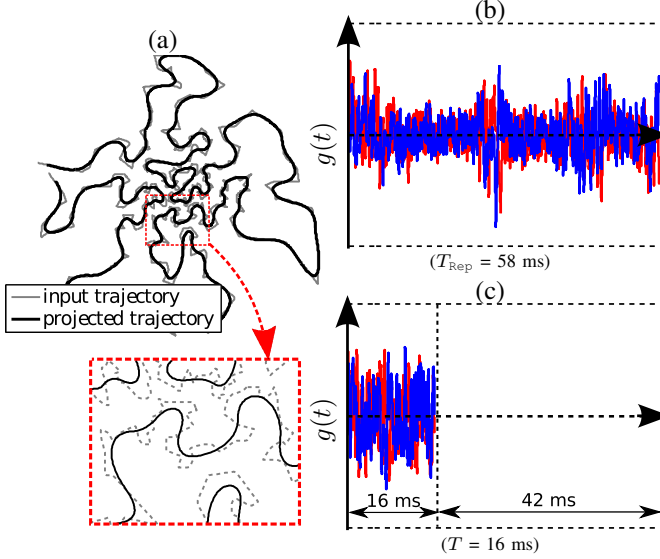 (a)
input trajectory
projected trajectory
(b)
g(t)
(T_Rep = 58 ms)
(c)
g(t)
16 ms
42 ms
(T = 16 ms)